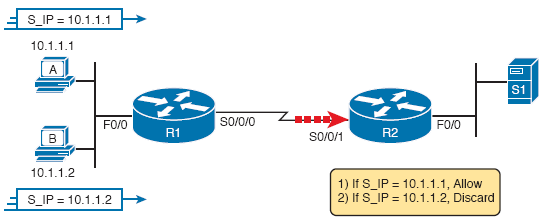 S_IP = 10.1.1.1
10.1.1.1
A
B
10.1.1.2
S_IP = 10.1.1.2
F0/0
R1
S0/0/0
S0/0/1
R2
F0/0
S1
1) If S_IP = 10.1.1.1, Allow
2) If S_IP = 10.1.1.2, Discard